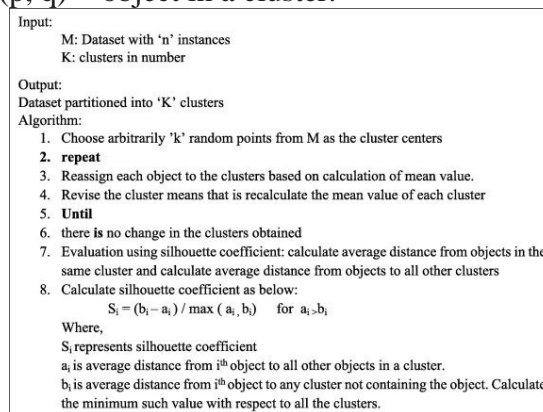 (p, q) = object in a cluster.
Input:
M: Dataset with ‘n’ instances
K: clusters in number
Output:
Dataset partitioned into ‘K’ clusters
Algorithm:
1. Choose arbitrarily ’k’ random points from M as the cluster centers
2. repeat
3. Reassign each object to the clusters based on calculation of mean value.
4. Revise the cluster means that is recalculate the mean value of each cluster
5. Until
6. there is no change in the clusters obtained
7. Evaluation using silhouette coefficient: calculate average distance from objects in the
same cluster and calculate average distance from objects to all other clusters
8. Calculate silhouette coefficient as below:
Si = (bi – ai) / max ( ai , bi) for ai >bi
Where,
Si represents silhouette coefficient
ai is average distance from ith object to all other objects in a cluster.
bi is average distance from ith object to any cluster not containing the object. Calculate
the minimum such value with respect to all the clusters.